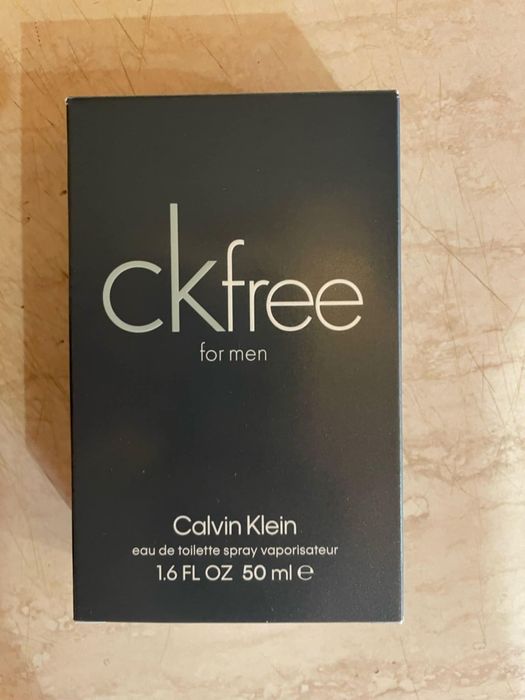 ckfree
for men
Calvin Klein
eau de toilette spray vaporisateur
1.6 FL OZ 50 ml ℮